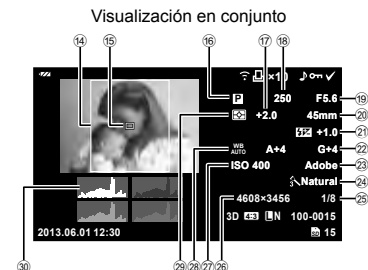 Visualización en conjunto
⑭ ⑮ ⑯ ⑰ ⑱
×10
P 250 F5.6 ⑲
+2.0 45mm ⑳
+1.0 ㉑
WB AUTO A+4 G+4 ㉒
ISO 400 Adobe ㉓
Natural ㉔
4608×3456 1/8 ㉕
3D 4:3 LN 100-0015
2013.06.01 12:30 15
㉚ ㉙ ㉘ ㉗ ㉖